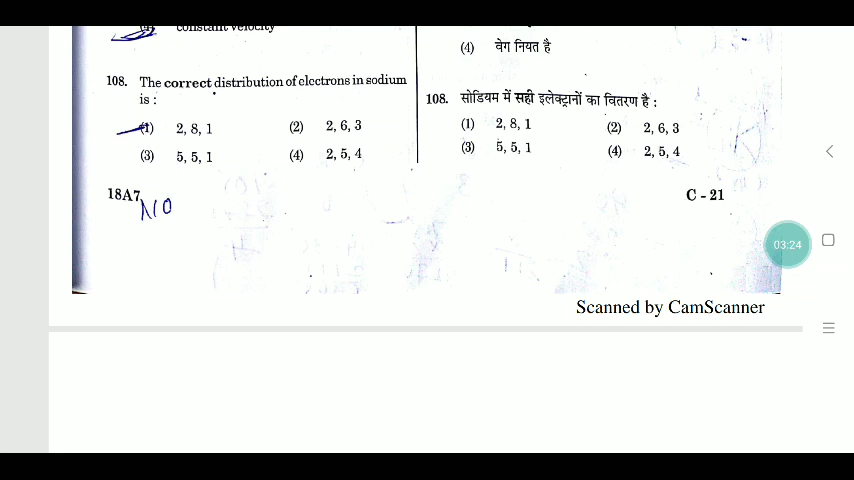 constant velocity
(4) वेग नियत है
108. The correct distribution of electrons in sodium
is :
(1) 2, 8, 1 (2) 2, 6, 3
(3) 5, 5, 1 (4) 2, 5, 4
108. सोडियम में सही इलेक्ट्रानों का वितरण है :
(1) 2, 8, 1 (2) 2, 6, 3
(3) 5, 5, 1 (4) 2, 5, 4
18A7
C - 21
03:24
Scanned by CamScanner